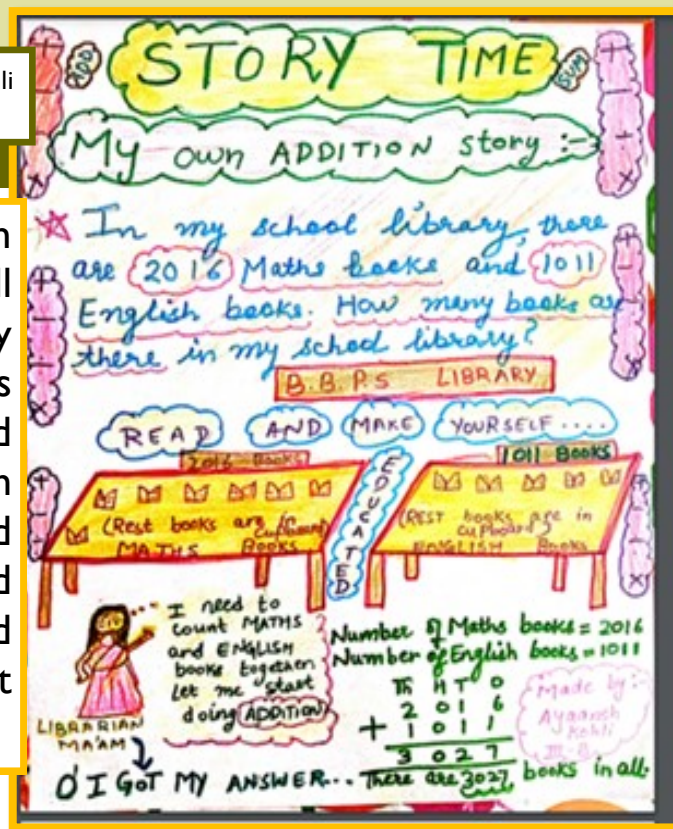 li
n
ll
y
s
d
n
d
d
d
t
STORY TIME
ADD
SUM
My own ADDITION story :-
In my school library, there
are 2016 Maths books and 1011
English books. How many books are
there in my school library?
B.B.P.S LIBRARY
READ AND MAKE YOURSELF ....
EDUCATED
2016 BOOKS
(Rest books are in
cupboard)
MATHS BOOKS
1011 BOOKS
(REST books are in
cupboard)
ENGLISH BOOKS
I need to
count MATHS
and ENGLISH
books together
Let me start
doing ADDITION
LIBRARIAN
MA'AM
Number of Maths books = 2016
Number of English books = 1011
Th H T O
2 0 1 6
+ 1 0 1 1
3 0 2 7
Made by :-
Ayaansh
Kohli
III-B
O' I GOT MY ANSWER... There are 3027 books in all.